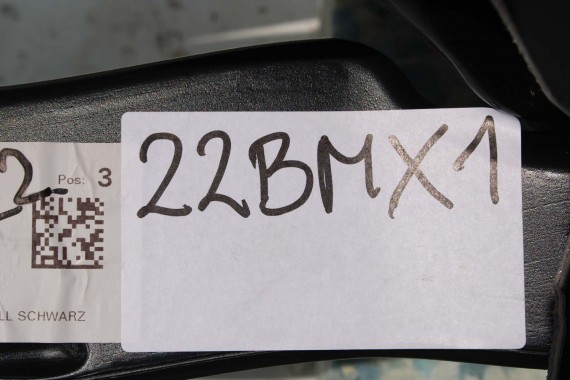 2
Pos: 3
22BMX1
LL SCHWARZ